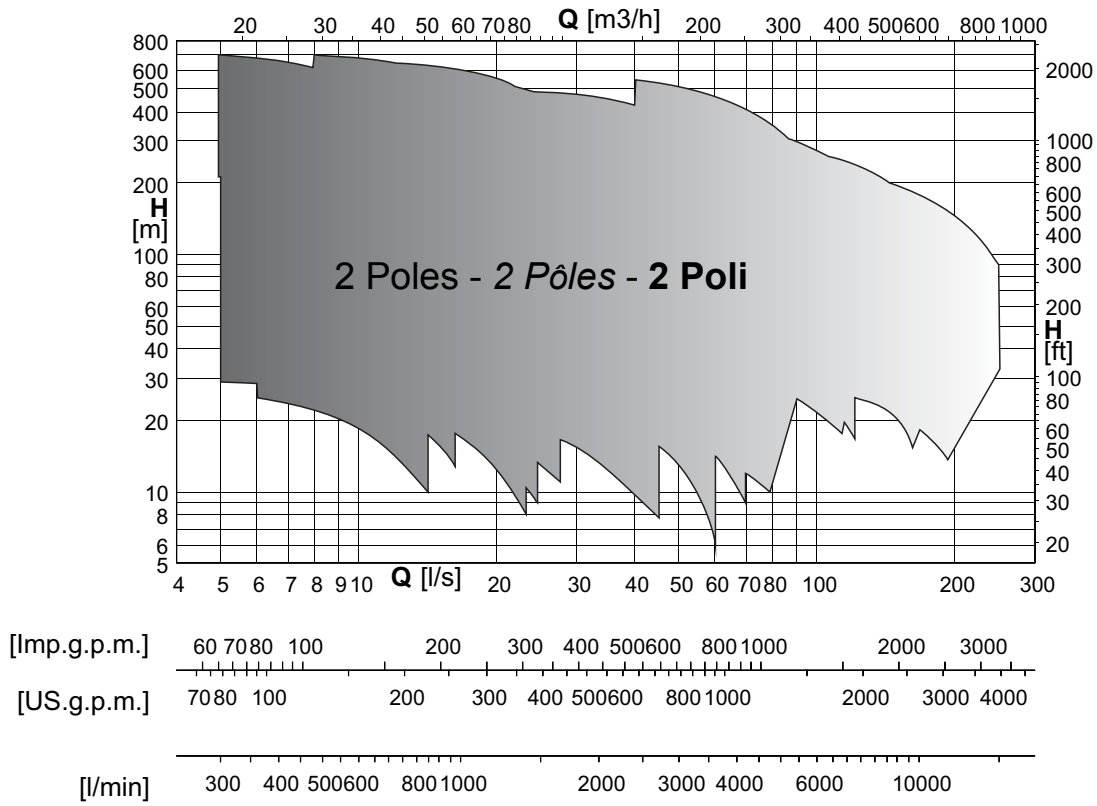 Q [m3/h]
20 30 40 50 60 70 80 200 300 400 500 600 800 1000
800
600
500
400
300
200
H
[m]
100
80
60
50
40
30
20
10
8
6
5
2 Poles - 2 Pôles - 2 Poli
2000
1000
800
600
500
400
300
200
H
[ft]
100
80
60
50
40
30
20
4 5 6 7 8 9 10 Q [l/s] 20 30 40 50 60 70 80 100 200 300
[Imp.g.p.m.] 60 70 80 100 200 300 400 500 600 800 1000 2000 3000
[US.g.p.m.] 70 80 100 200 300 400 500 600 800 1000 2000 3000 4000
[l/min] 300 400 500 600 800 1000 2000 3000 4000 6000 10000